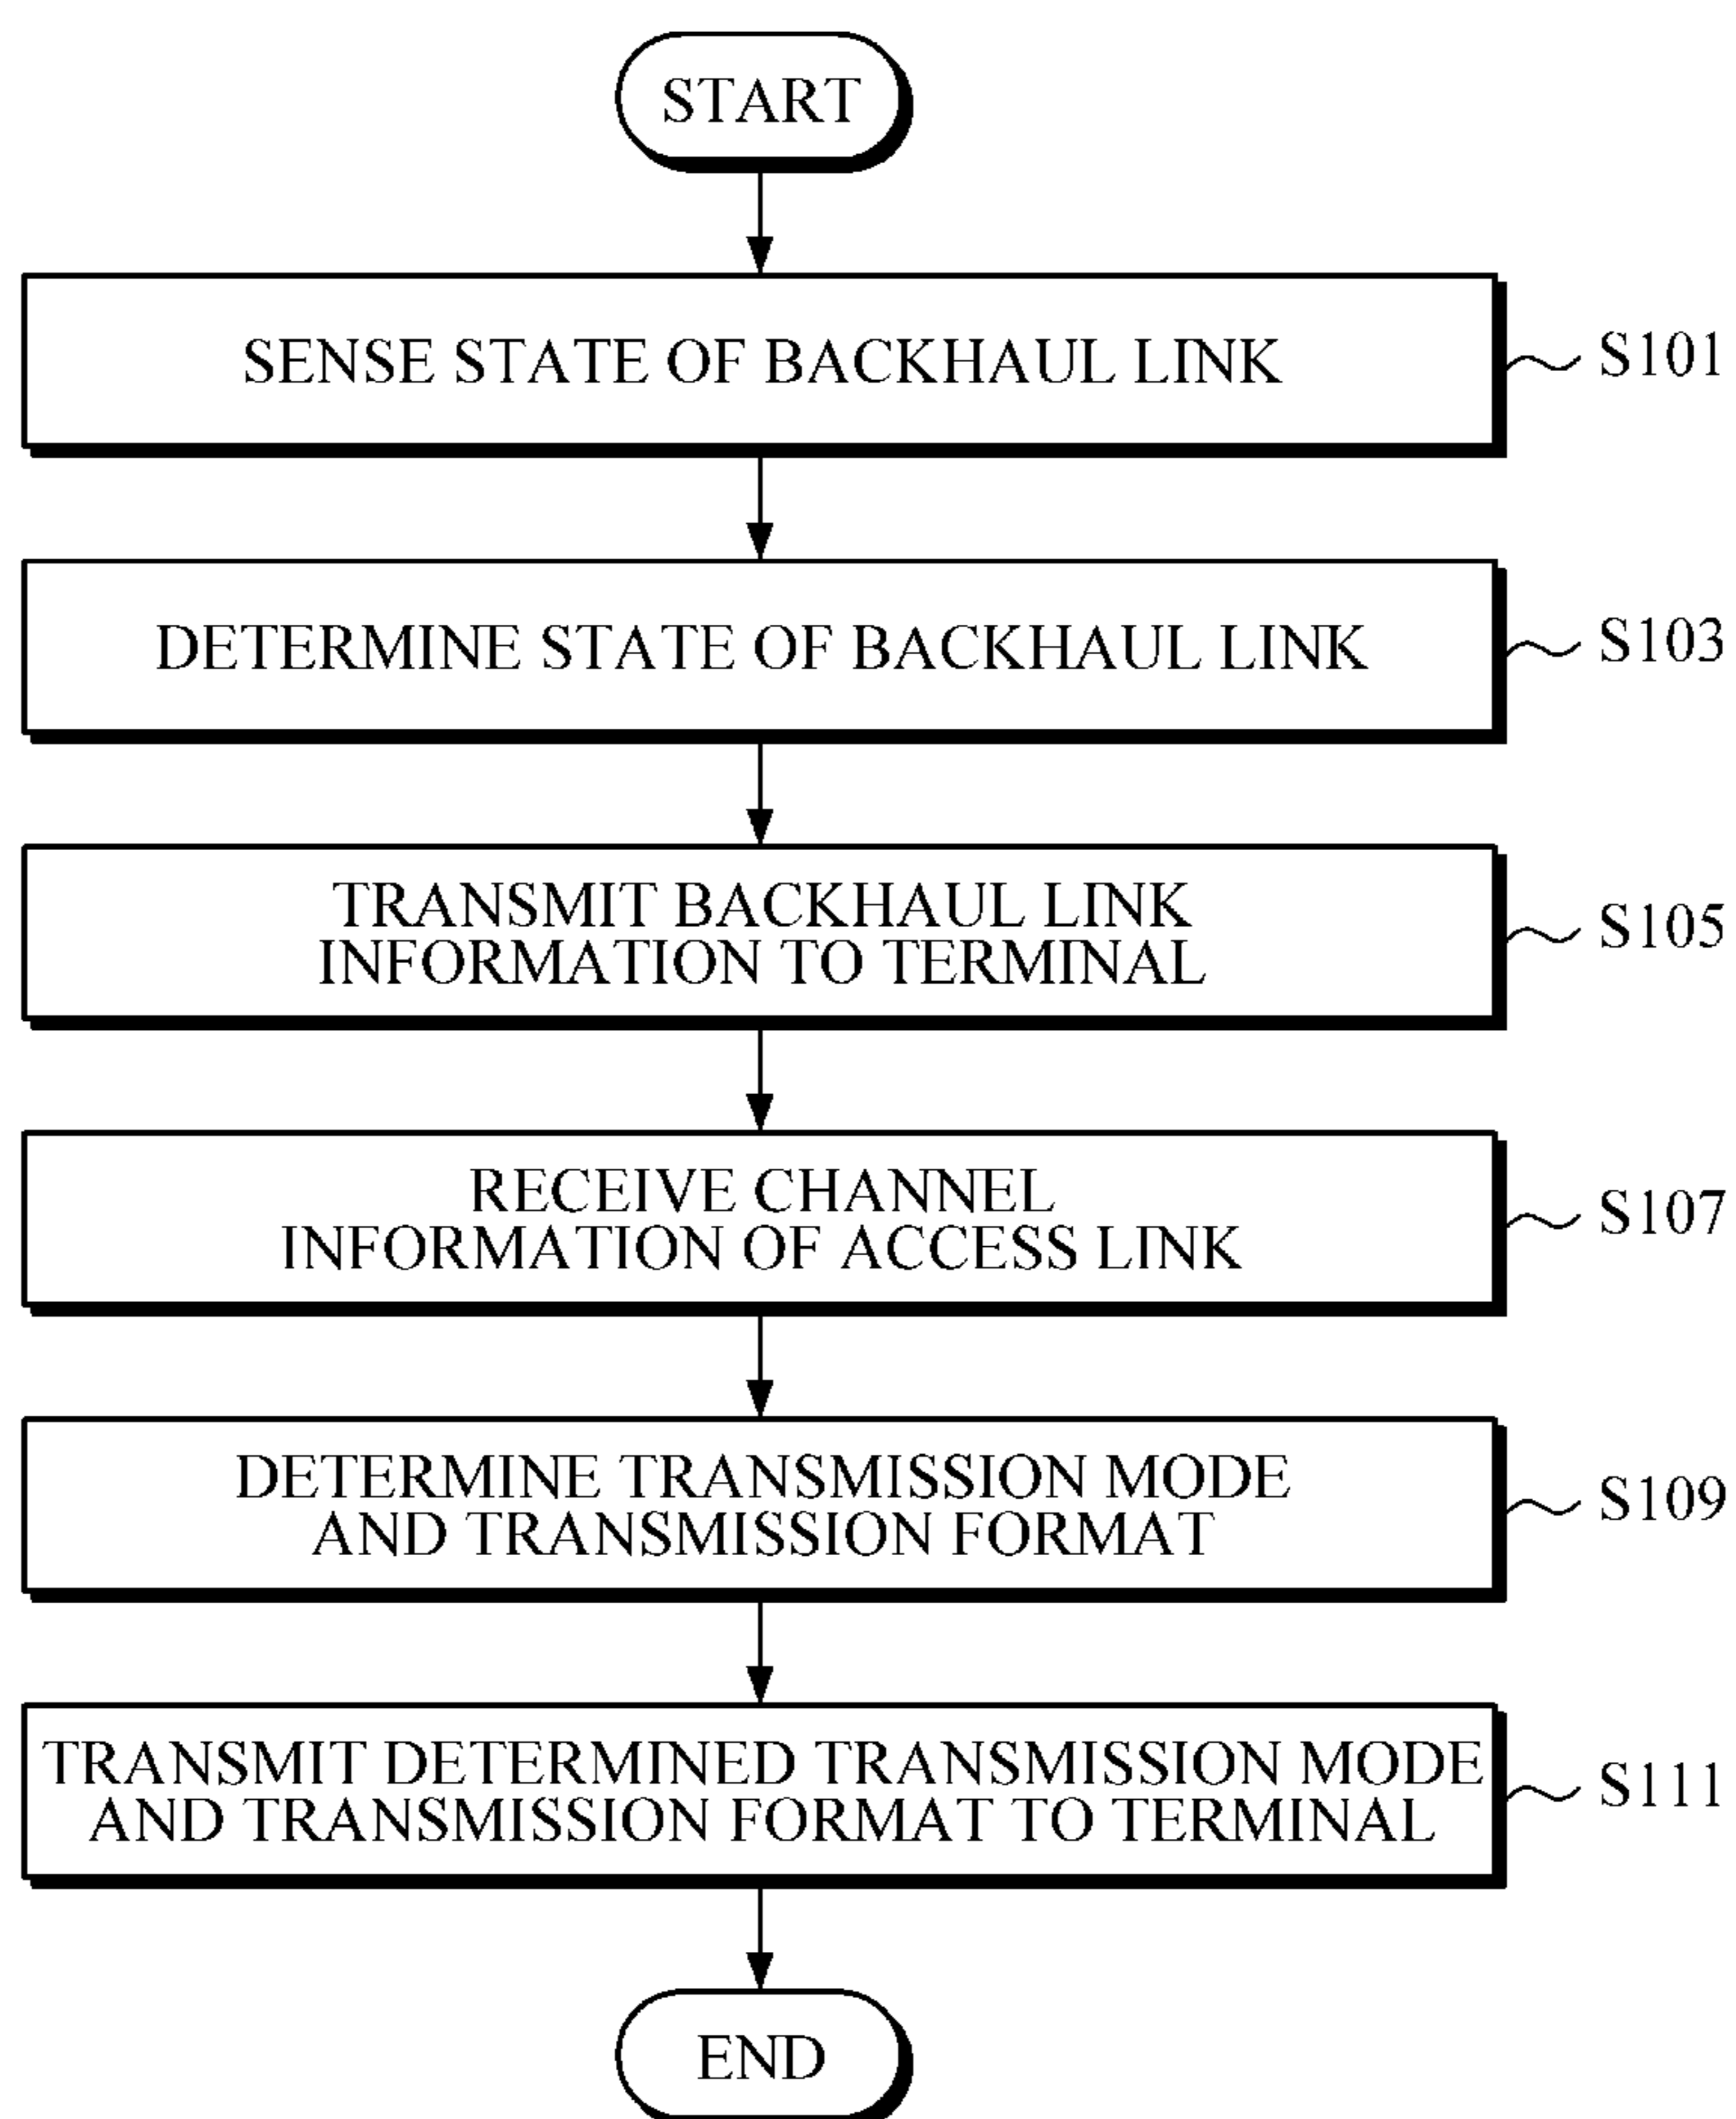 START
SENSE STATE OF BACKHAUL LINK
S101
DETERMINE STATE OF BACKHAUL LINK
S103
TRANSMIT BACKHAUL LINK
INFORMATION TO TERMINAL
S105
RECEIVE CHANNEL
INFORMATION OF ACCESS LINK
S107
DETERMINE TRANSMISSION MODE
AND TRANSMISSION FORMAT
S109
TRANSMIT DETERMINED TRANSMISSION MODE
AND TRANSMISSION FORMAT TO TERMINAL
S111
END